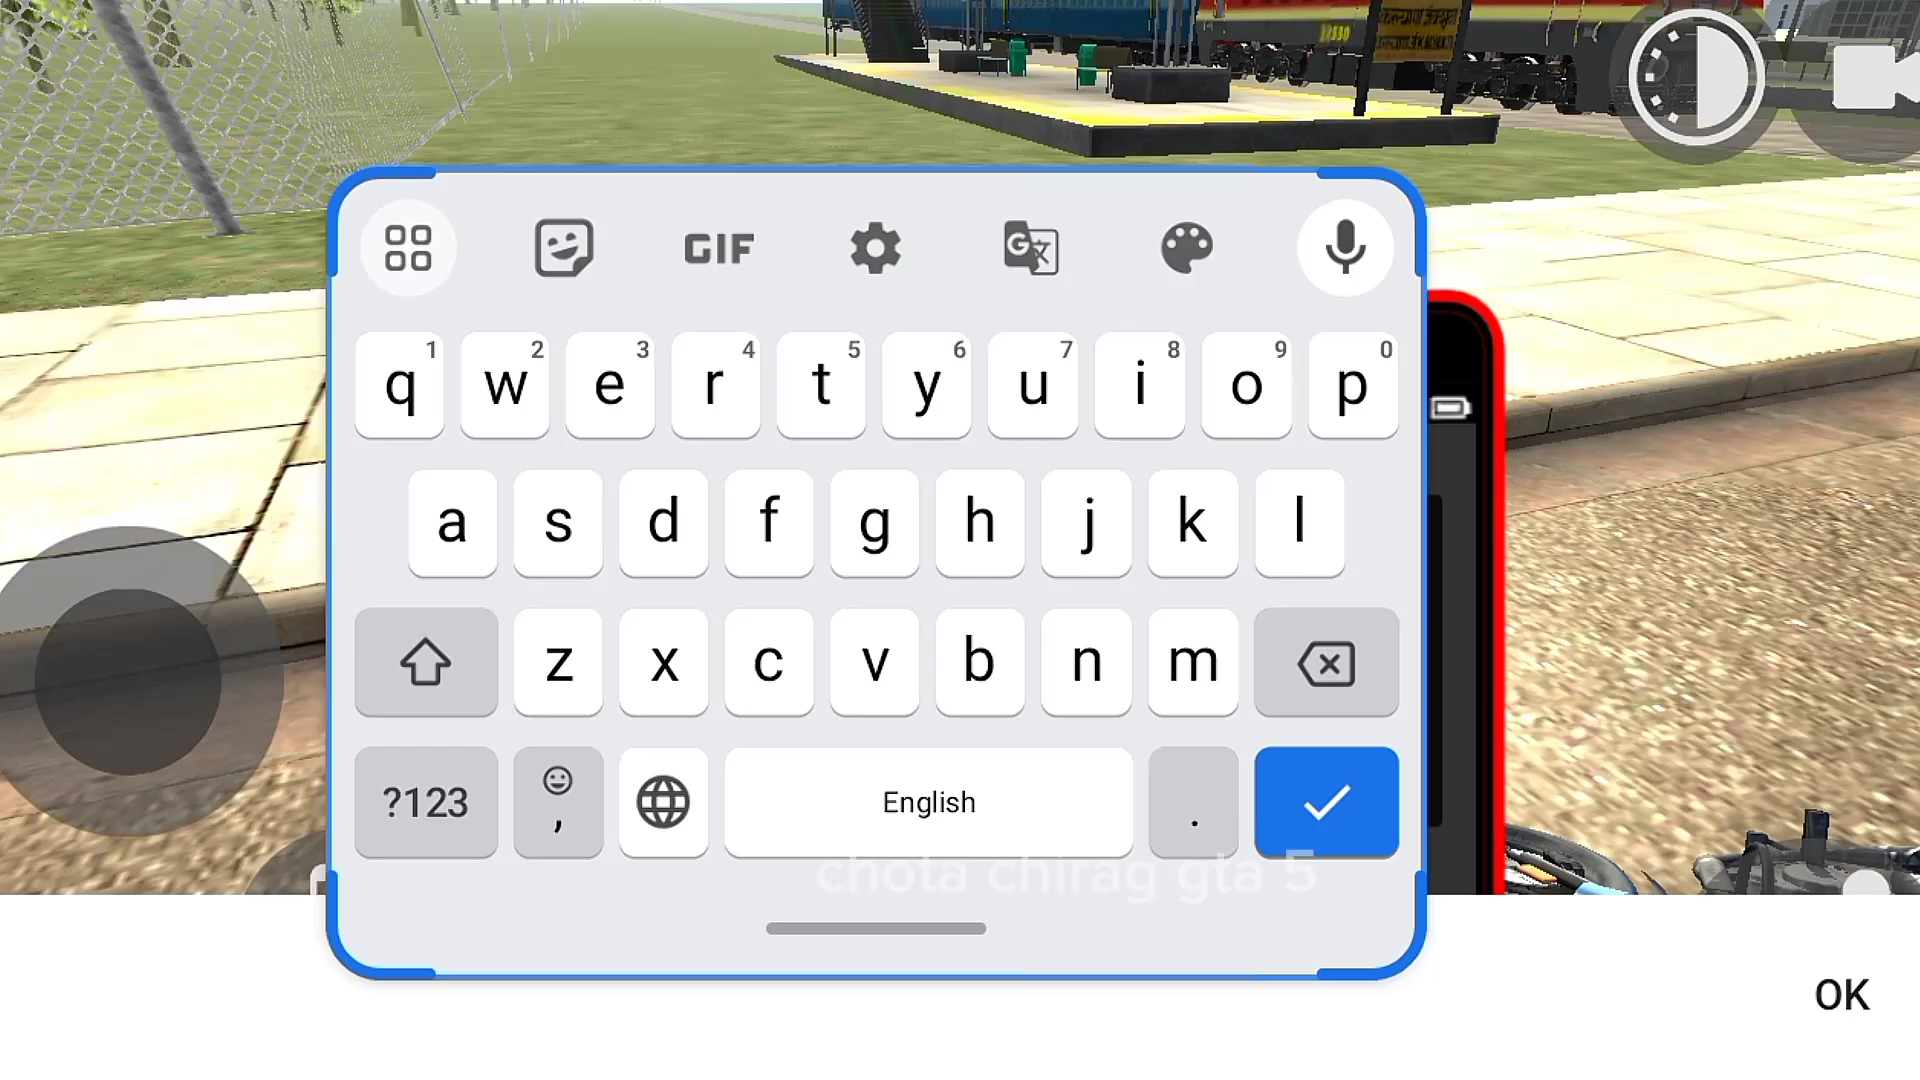 GIF
1 2 3 4 5 6 7 8 9 0
q w e r t y u i o p
a s d f g h j k l
z x c v b n m
?123 , English .
chota chirag gta 5
OK